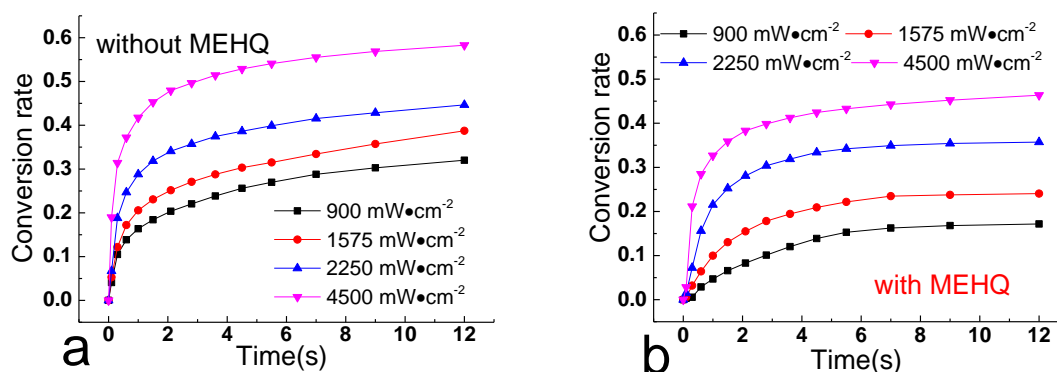 without MEHQ
Conversion rate
0.6
0.5
0.4
0.3
0.2
0.1
0.0
900 mW•cm-2
1575 mW•cm-2
2250 mW•cm-2
4500 mW•cm-2
0 2 4 6 8 10 12
Time(s)
a
900 mW•cm-2 1575 mW•cm-2
2250 mW•cm-2 4500 mW•cm-2
Conversion rate
0.6
0.5
0.4
0.3
0.2
0.1
0.0
with MEHQ
0 2 4 6 8 10 12
Time(s)
b